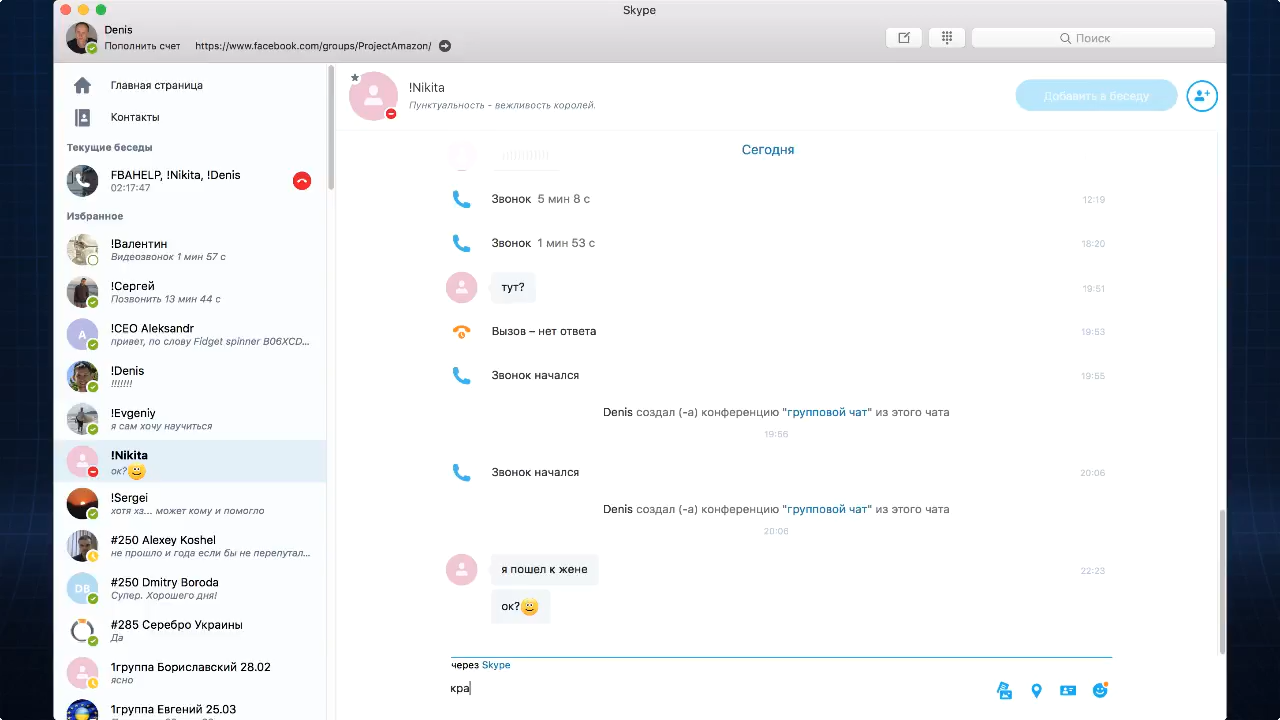 Skype
Denis
Пополнить счет https://www.facebook.com/groups/ProjectAmazon/
Поиск
Главная страница
Контакты
Текущие беседы
FBAHELP, !Nikita, !Denis
02:17:47
Избранное
!Валентин
Видеозвонок 1 мин 57 с
!Сергей
Позвонить 13 мин 44 с
A
!CEO Aleksandr
привет, по слову Fidget spinner B06XCD...
!Denis
!!!!!!!
!Evgeniy
я сам хочу научиться
!Nikita
ок?
!Sergei
хотя хз... может кому и помогло
#250 Alexey Koshel
не прошло и года если бы не перепутал...
DB
#250 Dmitry Boroda
Супер. Хорошего дня!
#285 Серебро Украины
Да
1группа Бориславский 28.02
ясно
1группа Евгений 25.03
!Nikita
Пунктуальность - вежливость королей.
Добавить в беседу
Сегодня
Звонок 5 мин 8 с 12:19
Звонок 1 мин 53 с 18:20
тут? 19:51
Вызов – нет ответа 19:53
Звонок начался 19:55
Denis создал (-а) конференцию "групповой чат" из этого чата
19:56
Звонок начался 20:06
Denis создал (-а) конференцию "групповой чат" из этого чата
20:06
я пошел к жене 22:23
ок?
через Skype
кра